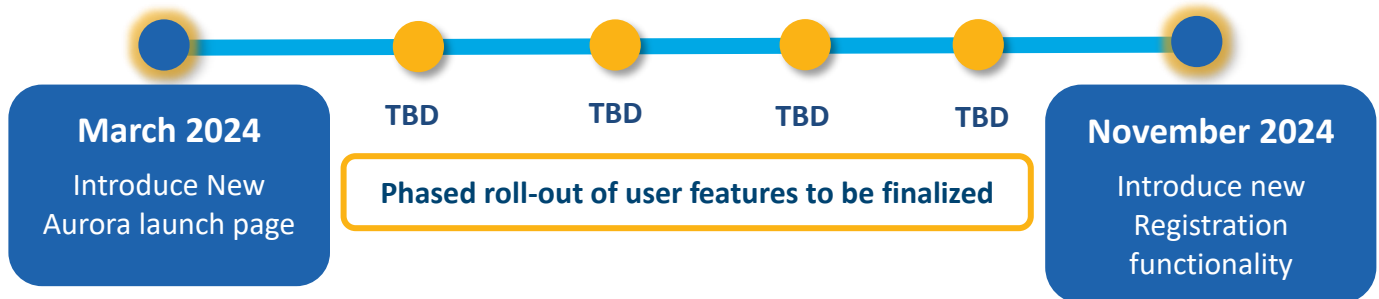 March 2024
Introduce New
Aurora launch page
TBD
TBD
TBD
TBD
Phased roll-out of user features to be finalized
November 2024
Introduce new
Registration
functionality